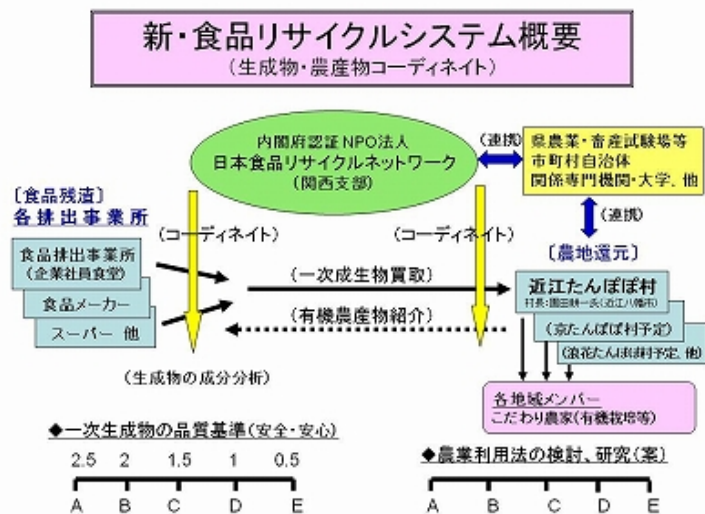 新・食品リサイクルシステム概要
(生成物・農産物コーディネイト)
内閣府認証NPO法人
日本食品リサイクルネットワーク
(関西支部)
(連携)
県農業・畜産試験場等
市町村自治体
関係専門機関・大学、他
〔食品残渣〕
各排出事業所
(コーディネイト)
(コーディネイト)
(連携)
〔農地還元〕
食品排出事業所
(企業社員食堂)
食品メーカー
スーパー 他
(一次成生物買取)
(有機農産物紹介)
近江たんぽぽ村
村長:園田耕一氏(近江八幡市)
(京たんぽぽ村予定)
(浪花たんぽぽ村予定、他)
(生成物の成分分析)
各地域メンバー
こだわり農家(有機栽培等)
◆一次生成物の品質基準(安全・安心)
2.5 2 1.5 1 0.5
A B C D E
◆農業利用法の検討、研究(案)
A B C D E